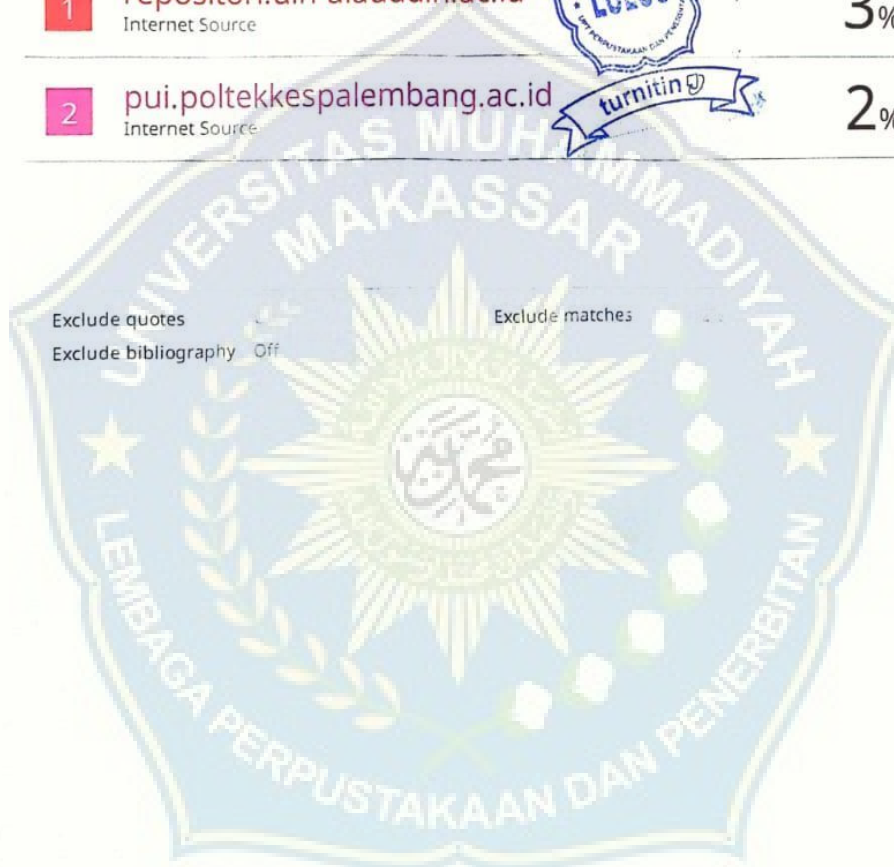 1
Internet Source
3%
2 pui.poltekkespalembang.ac.id
Internet Source
2%
LULUS
turnitin
UNIVERSITAS MUHAMMADIYAH
MAKASSAR
Exclude quotes
Exclude matches
Exclude bibliography Off
LEMBAGA PERPUSTAKAAN DAN PENERBITAN